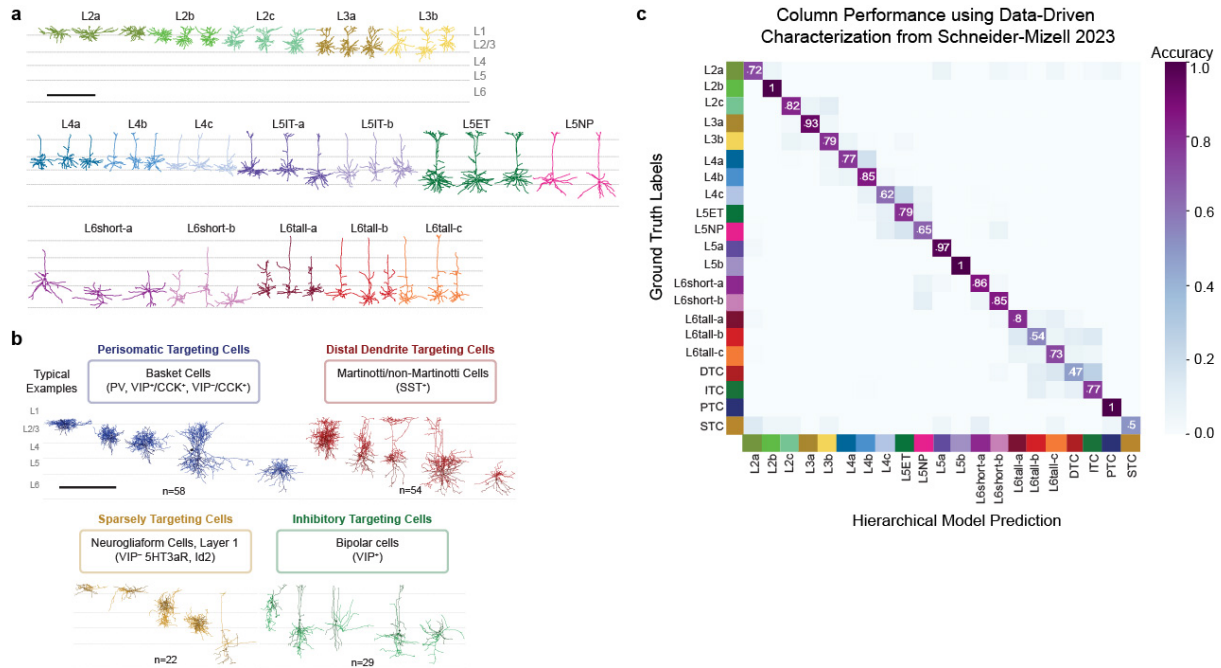 a
L2a L2b L2c L3a L3b
L1
L2/3
L4
L5
L6
L4a L4b L4c L5IT-a L5IT-b L5ET L5NP
L6short-a L6short-b L6tall-a L6tall-b L6tall-c
b
Perisomatic Targeting Cells
Typical
Examples
Basket Cells
(PV, VIP⁺/CCK⁺, VIP⁻/CCK⁺)
Distal Dendrite Targeting Cells
Martinotti/non-Martinotti Cells
(SST⁺)
L1
L2/3
L4
L5
L6
n=58
n=54
Sparsely Targeting Cells
Neurogliaform Cells, Layer 1
(VIP⁻ 5HT3aR, Id2)
Inhibitory Targeting Cells
Bipolar cells
(VIP⁺)
n=22
n=29
c
Column Performance using Data-Driven
Characterization from Schneider-Mizell 2023
Accuracy
1.0
0.8
0.6
0.4
0.2
0.0
Ground Truth Labels
L2a .72
L2b 1
L2c .82
L3a .93
L3b .79
L4a .77
L4b .85
L4c .62
L5ET .79
L5NP .65
L5a .97
L5b 1
L6short-a .86
L6short-b .85
L6tall-a .8
L6tall-b .54
L6tall-c .73
DTC .47
ITC .77
PTC 1
STC .5
L2a L2b L2c L3a L3b L4a L4b L4c L5ET L5NP L5a L5b L6short-a L6short-b L6tall-a L6tall-b L6tall-c DTC ITC PTC STC
Hierarchical Model Prediction